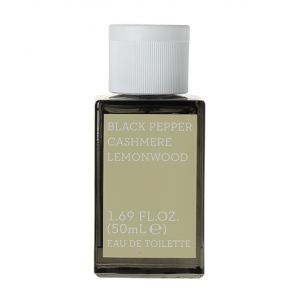 BLACK PEPPER
CASHMERE
LEMONWOOD
1.69 FL.OZ.
(50mL ℮)
EAU DE TOILETTE